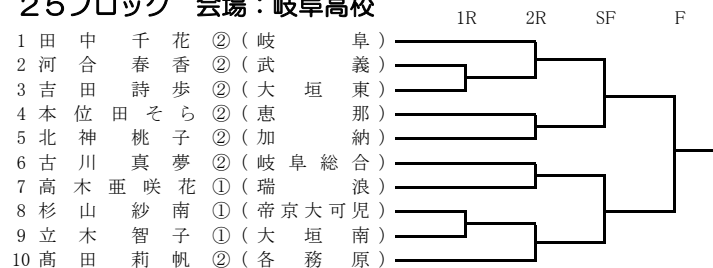 25ブロック 会場：岐阜高校
1R 2R SF F
1 田中千花②(岐阜)
2 河合春香②(武義)
3 吉田詩歩②(大垣東)
4 本位田そら②(恵那)
5 北神桃子②(加納)
6 古川真夢②(岐阜総合)
7 高木亜咲花①(瑞浪)
8 杉山紗南①(帝京大可児)
9 立木智子①(大垣南)
10 髙田莉帆②(各務原)